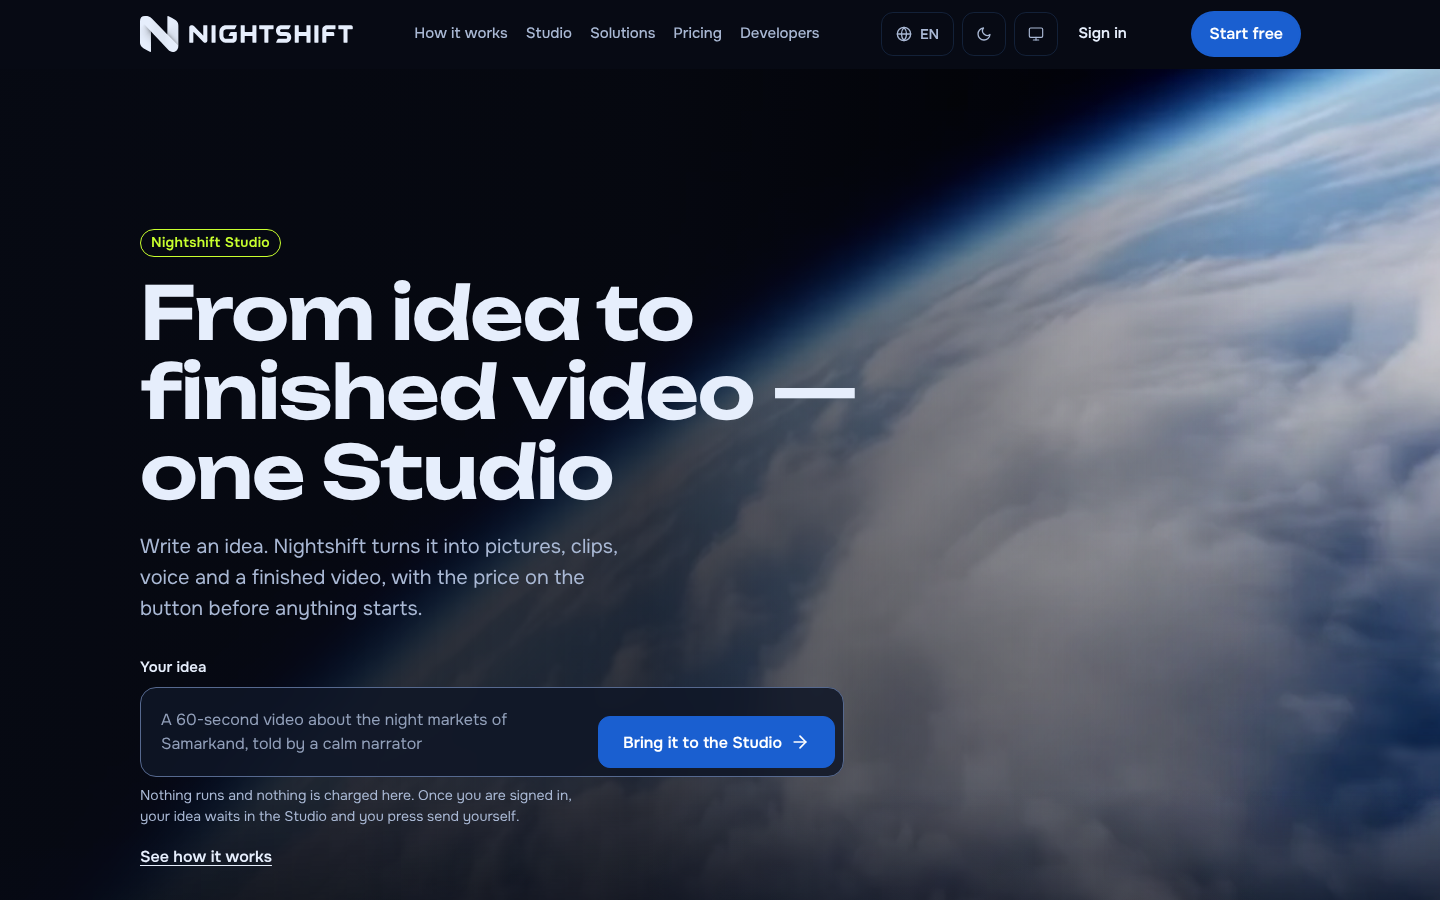 NIGHTSHIFT
How it works
Studio
Solutions
Pricing
Developers
EN
Sign in
Start free
Nightshift Studio
From idea to
finished video —
one Studio
Write an idea. Nightshift turns it into pictures, clips,
voice and a finished video, with the price on the
button before anything starts.
Your idea
A 60-second video about the night markets of
Samarkand, told by a calm narrator
Bring it to the Studio
Nothing runs and nothing is charged here. Once you are signed in,
your idea waits in the Studio and you press send yourself.
See how it works